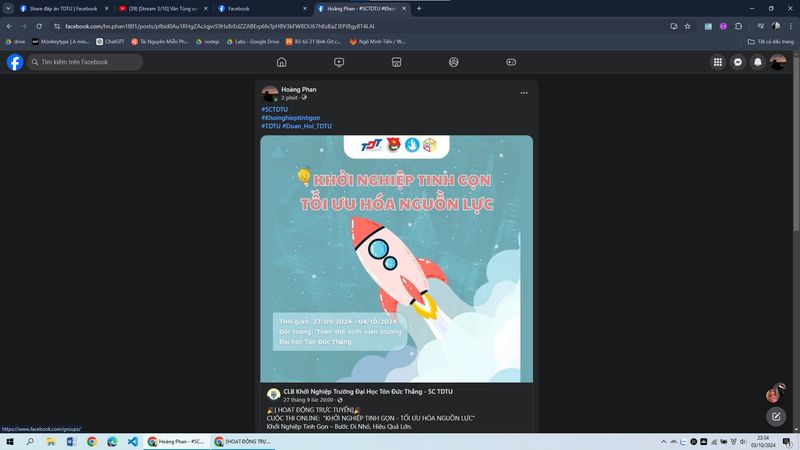 Share đáp án TDTU | Facebook
(39) [Stream 3/10] Văn Tùng xe
Facebook
Hoàng Phan - #SCTDTU #Khoi
facebook.com/hn.phan1801/posts/
drive
Monkeytype | A min...
ChatGPT
Tài Nguyên Miễn Ph...
nodejs
Labs - Google Drive
Bỏ túi 21 lệnh Git c...
Ngô Minh Tiến / W...
Tất cả dấu trang
Tìm kiếm trên Facebook
Hoàng Phan
2 phút
#SCTDTU
#Khoinghieptinhgon
#TDTU #Doan_Hoi_TDTU
TDT
KHỞI NGHIỆP TINH GỌN
TỐI ƯU HÓA NGUỒN LỰC
Thời gian: 27/09/2024 - 04/10/2024
Đối tượng: Toàn thể sinh viên trường
Đại học Tôn Đức Thắng
CLB Khởi Nghiệp Trường Đại Học Tôn Đức Thắng - SC TDTU
27 tháng 9 lúc 20:00
[ HOẠT ĐỘNG TRỰC TUYẾN]
CUỘC THI ONLINE: "KHỞI NGHIỆP TINH GỌN - TỐI ƯU HÓA NGUỒN LỰC"
Khởi Nghiệp Tinh Gọn – Bước Đi Nhỏ, Hiệu Quả Lớn.
https://www.facebook.com/groups/
Hoàng Phan - #SC...
[HOẠT ĐỘNG TRỰ...
23:34
03/10/2024